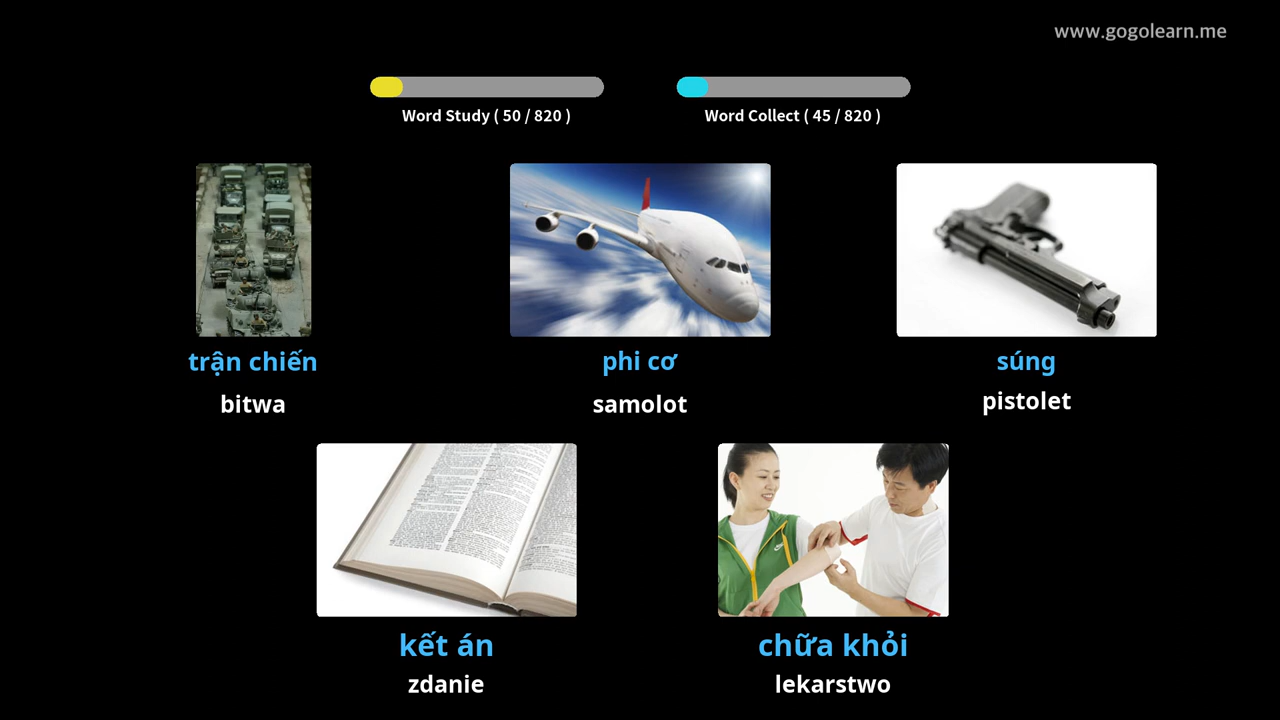 www.gogolearn.me
Word Study ( 50 / 820 )
Word Collect ( 45 / 820 )
trận chiến
bitwa
phi cơ
samolot
súng
pistolet
kết án
zdanie
chữa khỏi
lekarstwo